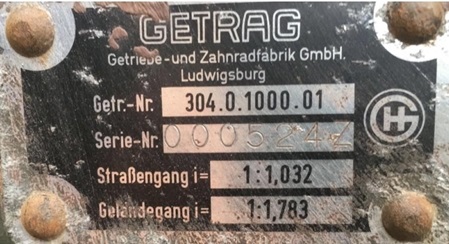 GETRAG
Getriebe-und Zahnradfabrik GmbH.
Ludwigsburg
Getr.-Nr. 304.0.1000.01
Serie-Nr. 0005242
Straßengang i= 1:1,032
Geländegang i= 1:1,783